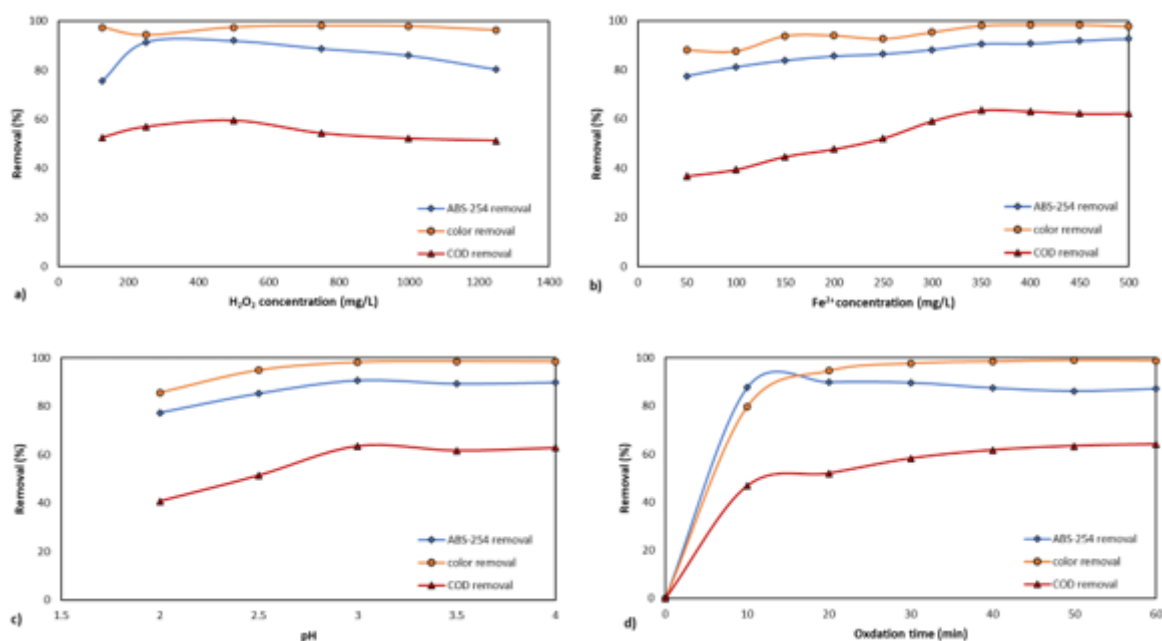 100
80
60
40
20
0
Removal (%)
ABS-254 removal
color removal
COD removal
0 200 400 600 800 1000 1200 1400
a)
H₂O₂ concentration (mg/L)
100
80
60
40
20
0
Removal (%)
ABS-254 removal
color removal
COD removal
0 50 100 150 200 250 300 350 400 450 500
b)
Fe²⁺ concentration (mg/L)
100
80
60
40
20
0
Removal (%)
ABS-254 removal
color removal
COD removal
1.5 2 2.5 3 3.5 4
c)
pH
100
80
60
40
20
0
Removal (%)
ABS-254 removal
color removal
COD removal
0 10 20 30 40 50 60
d)
Oxdation time (min)